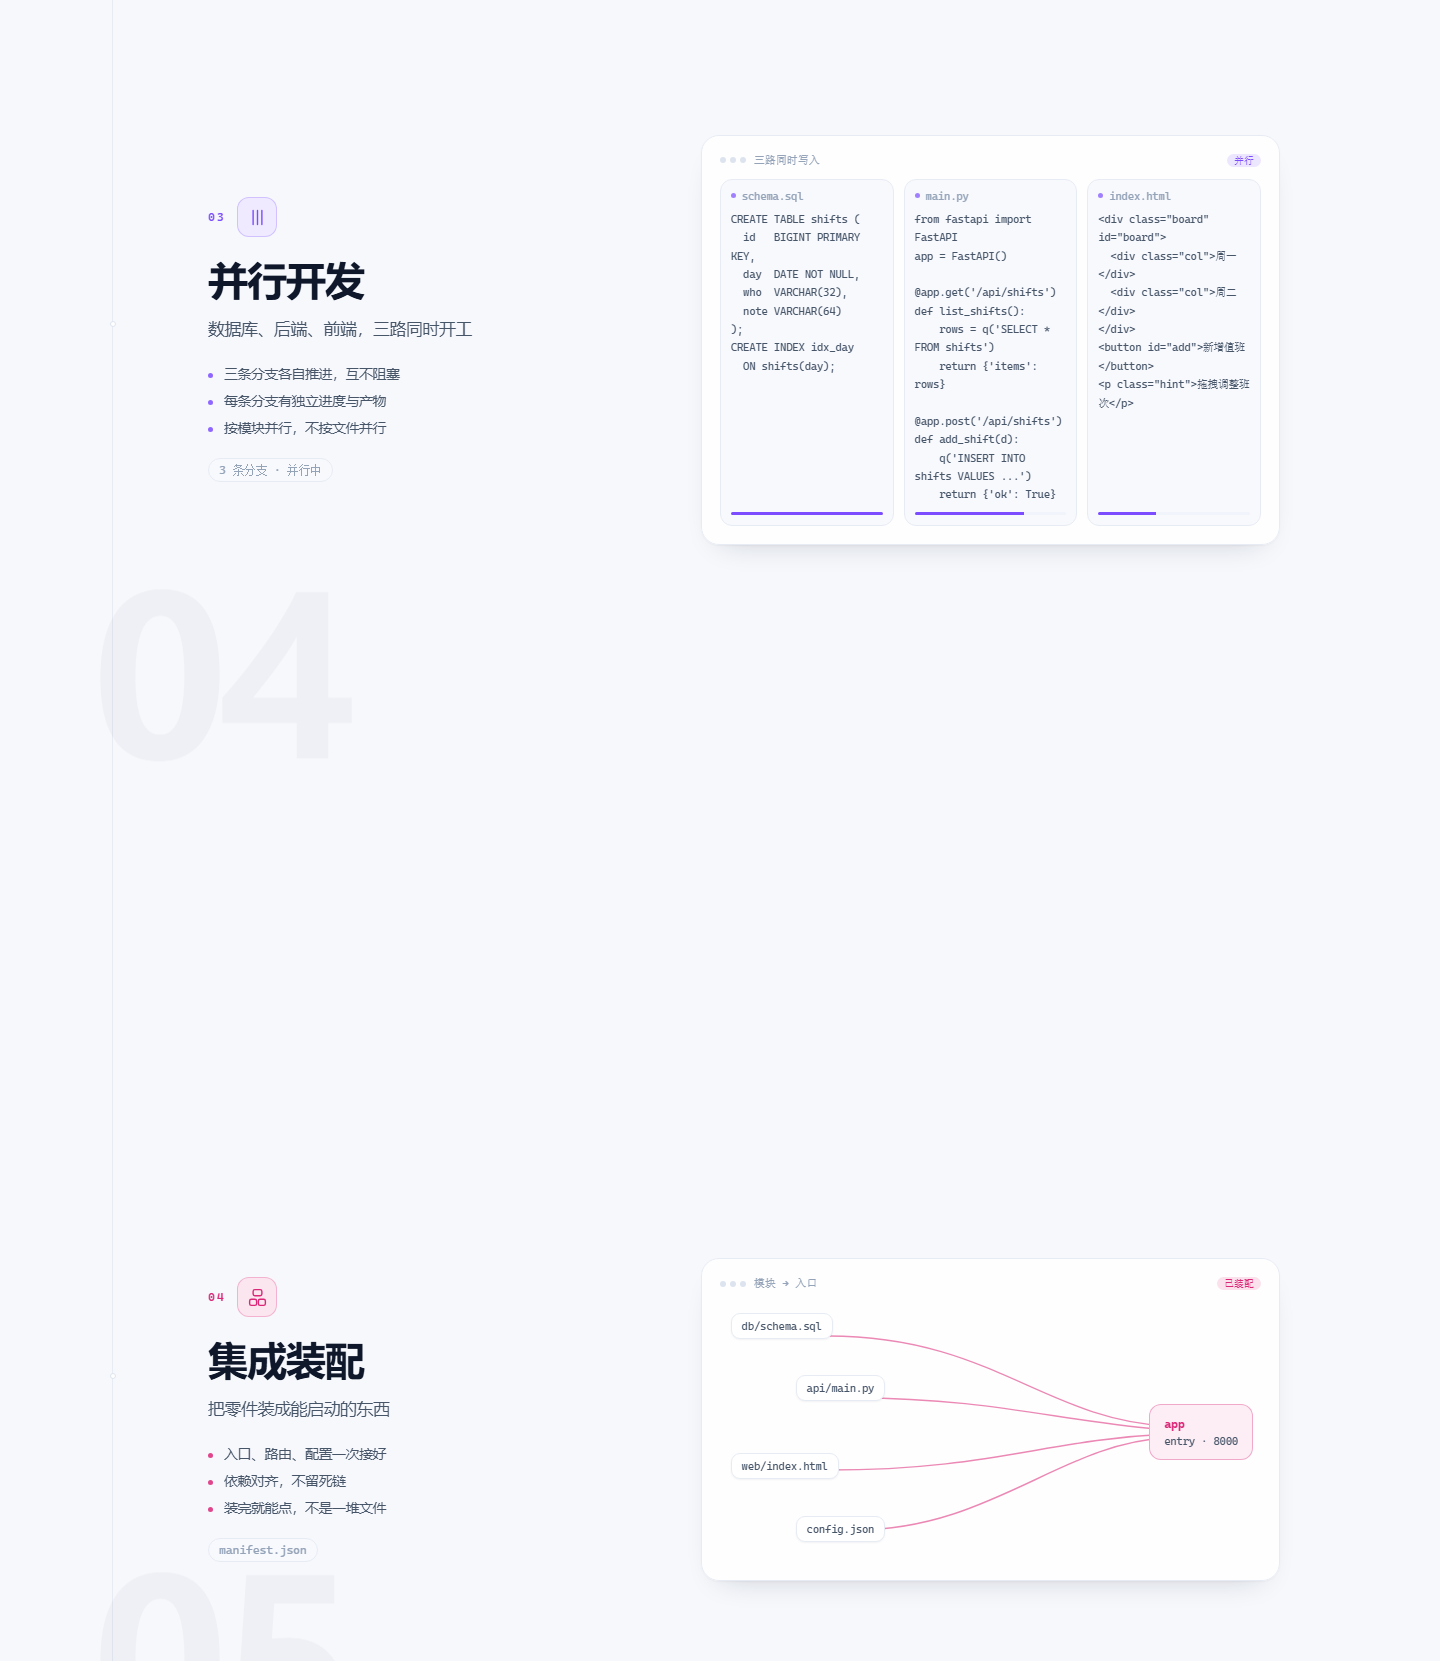 03
并行开发
数据库、后端、前端，三路同时开工
三条分支各自推进，互不阻塞
每条分支有独立进度与产物
按模块并行，不按文件并行
3 条分支 · 并行中
三路同时写入
并行
schema.sql
CREATE TABLE shifts (
  id   BIGINT PRIMARY
KEY,
  day  DATE NOT NULL,
  who  VARCHAR(32),
  note VARCHAR(64)
);
CREATE INDEX idx_day
  ON shifts(day);
main.py
from fastapi import
FastAPI
app = FastAPI()
@app.get('/api/shifts')
def list_shifts():
    rows = q('SELECT *
FROM shifts')
    return {'items':
rows}
@app.post('/api/shifts')
def add_shift(d):
    q('INSERT INTO
shifts VALUES ...')
    return {'ok': True}
index.html
<div class="board"
id="board">
  <div class="col">周一
</div>
  <div class="col">周二
</div>
</div>
<button id="add">新增值班
</button>
<p class="hint">拖拽调整班
次</p>
04
04
集成装配
把零件装成能启动的东西
入口、路由、配置一次接好
依赖对齐，不留死链
装完就能点，不是一堆文件
manifest.json
模块 → 入口
已装配
db/schema.sql
api/main.py
web/index.html
config.json
app
entry · 8000
05